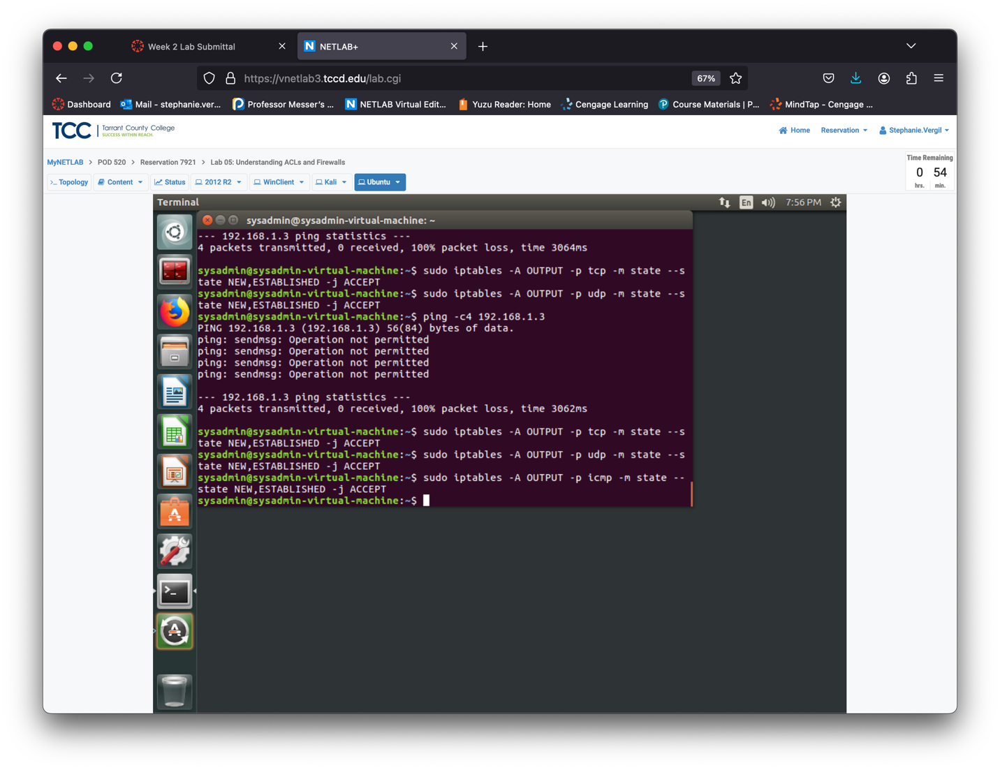 Week 2 Lab Submittal
NETLAB+
https://vnetlab3.tccd.edu/lab.cgi
67%
Dashboard
Mail - stephanie.ver...
Professor Messer's ...
NETLAB Virtual Edit...
Yuzu Reader: Home
Cengage Learning
Course Materials | P...
MindTap - Cengage ...
TCC
Tarrant County College
SUCCESS WITHIN REACH.
Home
Reservation
Stephanie.Vergil
MyNETLAB > POD 520 > Reservation 7921 > Lab 05: Understanding ACLs and Firewalls
Time Remaining
0 54
hrs. min.
Topology
Content
Status
2012 R2
WinClient
Kali
Ubuntu
Terminal
En
7:56 PM
sysadmin@sysadmin-virtual-machine: ~
--- 192.168.1.3 ping statistics ---
4 packets transmitted, 0 received, 100% packet loss, time 3064ms
sysadmin@sysadmin-virtual-machine:~$ sudo iptables -A OUTPUT -p tcp -m state --s
tate NEW,ESTABLISHED -j ACCEPT
sysadmin@sysadmin-virtual-machine:~$ sudo iptables -A OUTPUT -p udp -m state --s
tate NEW,ESTABLISHED -j ACCEPT
sysadmin@sysadmin-virtual-machine:~$ ping -c4 192.168.1.3
PING 192.168.1.3 (192.168.1.3) 56(84) bytes of data.
ping: sendmsg: Operation not permitted
ping: sendmsg: Operation not permitted
ping: sendmsg: Operation not permitted
ping: sendmsg: Operation not permitted
--- 192.168.1.3 ping statistics ---
4 packets transmitted, 0 received, 100% packet loss, time 3062ms
sysadmin@sysadmin-virtual-machine:~$ sudo iptables -A OUTPUT -p tcp -m state --s
tate NEW,ESTABLISHED -j ACCEPT
sysadmin@sysadmin-virtual-machine:~$ sudo iptables -A OUTPUT -p udp -m state --s
tate NEW,ESTABLISHED -j ACCEPT
sysadmin@sysadmin-virtual-machine:~$ sudo iptables -A OUTPUT -p icmp -m state --
state NEW,ESTABLISHED -j ACCEPT
sysadmin@sysadmin-virtual-machine:~$